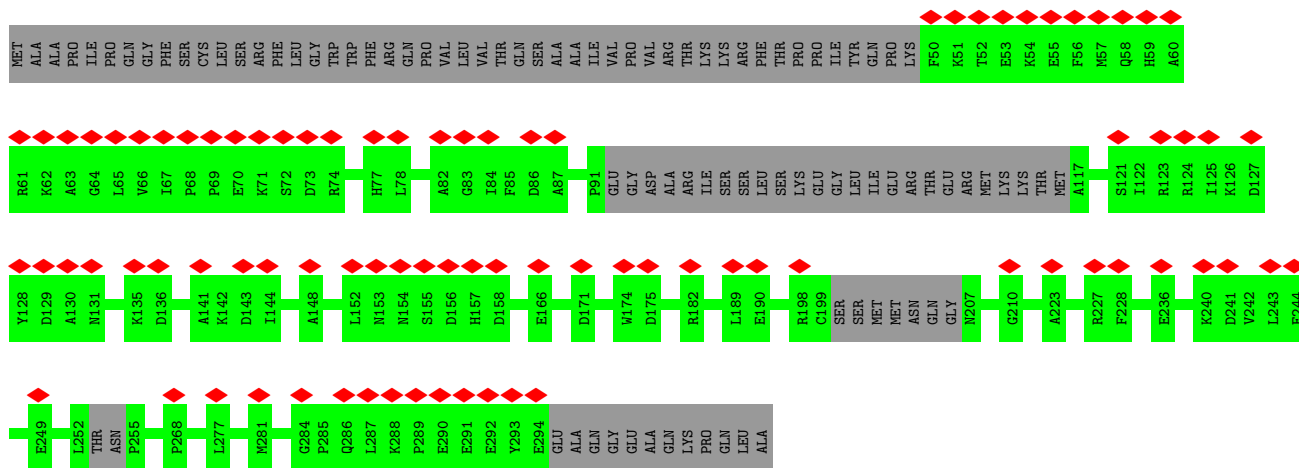 MET ALA ALA PRO ILE PRO GLN GLY PHE SER CYS LEU SER ARG PHE LEU GLY TRP TRP PHE ARG GLN PRO VAL LEU VAL THR GLN SER ALA ALA ILE VAL PRO VAL ARG THR LYS LYS ARG PHE THR PRO PRO ILE TYR GLN PRO LYS F50 K51 T52 E53 K54 E55 F56 M57 Q58 H59 A60
R61 K62 A63 G64 L65 V66 I67 P68 P69 E70 K71 S72 D73 R74 H77 L78 A82 G83 I84 F85 D86 A87 P91 GLU GLY ASP ALA ARG ILE SER SER LEU SER LYS GLU GLY LEU ILE GLU ARG THR GLU ARG MET LYS LYS THR MET A117 S121 I122 R123 R124 I125 K126 D127
Y128 D129 A130 N131 K135 D136 A141 K142 D143 I144 A148 L152 N153 N154 S155 D156 H157 D158 E166 D171 W174 D175 R182 L189 E190 R198 C199 SER SER MET MET ASN GLN GLY N207 G210 A223 R227 F228 E236 K240 D241 V242 L243
E249 L252 THR ASN P255 P268 L277 M281 G284 P285 Q286 L287 K288 P289 E290 E291 E292 Y293 E294 GLU ALA GLN GLY GLU ALA GLN LYS PRO GLN LEU ALA